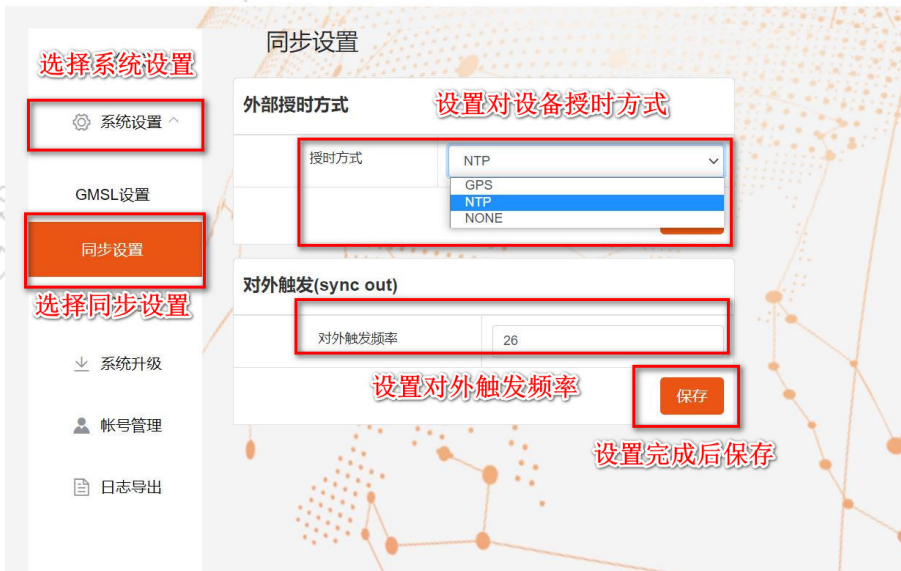 同步设置
选择系统设置
外部授时方式
设置对设备授时方式
系统设置
授时方式
NTP
GPS
NTP
NONE
GMSL设置
同步设置
对外触发(sync out)
选择同步设置
对外触发频率
26
系统升级
设置对外触发频率
保存
帐号管理
设置完成后保存
日志导出